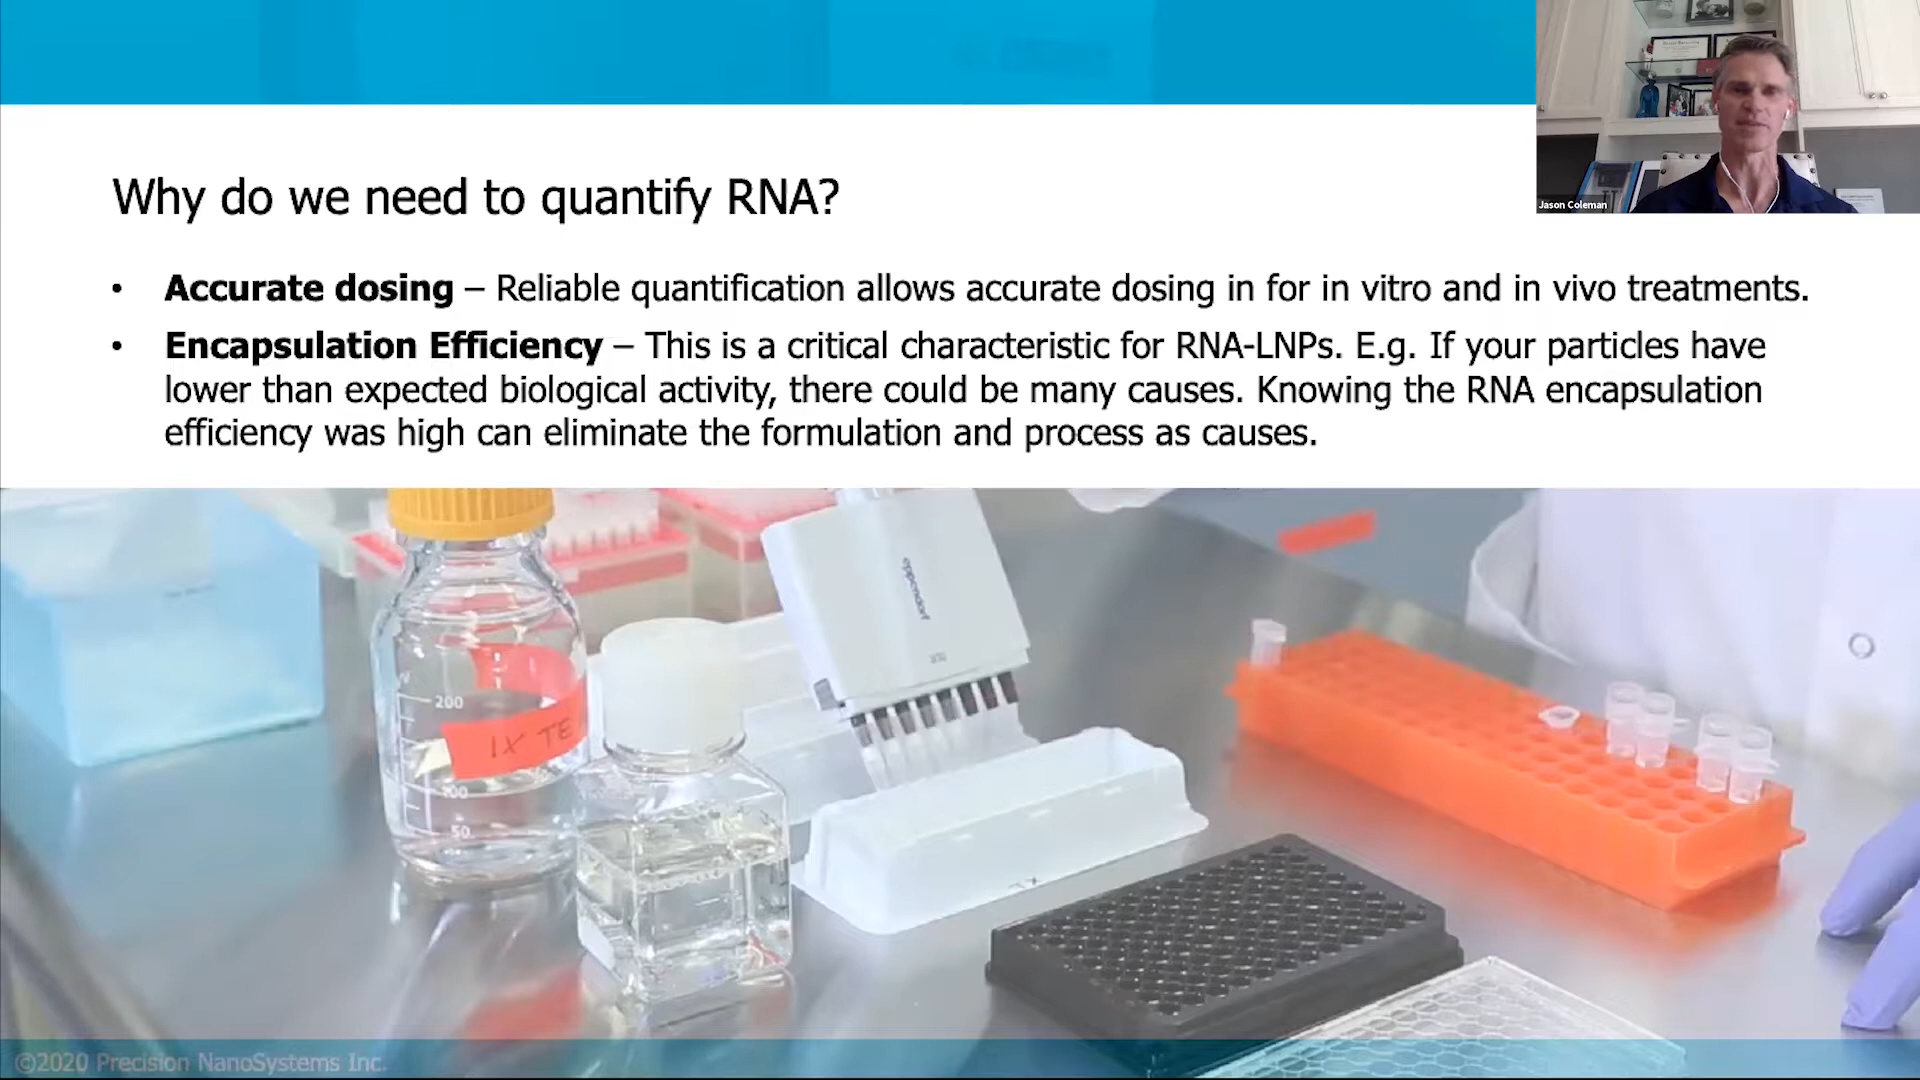 Jason Coleman
Why do we need to quantify RNA?
• Accurate dosing – Reliable quantification allows accurate dosing in for in vitro and in vivo treatments.
• Encapsulation Efficiency – This is a critical characteristic for RNA-LNPs. E.g. If your particles have
lower than expected biological activity, there could be many causes. Knowing the RNA encapsulation
efficiency was high can eliminate the formulation and process as causes.
eppendorf
200
1X TE
100
50
©2020 Precision NanoSystems Inc.